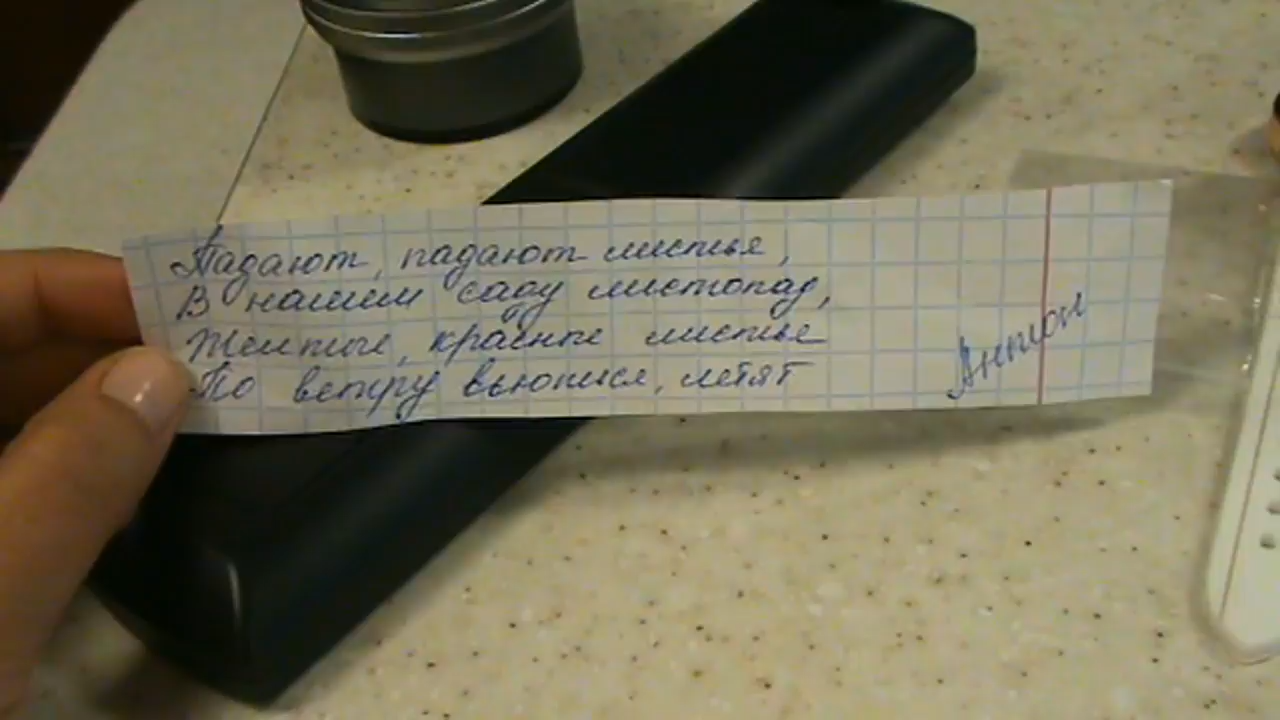 Падают, падают листья,
В нашем саду листопад,
Желтые, красные листья
По ветру вьются, летят
Антон